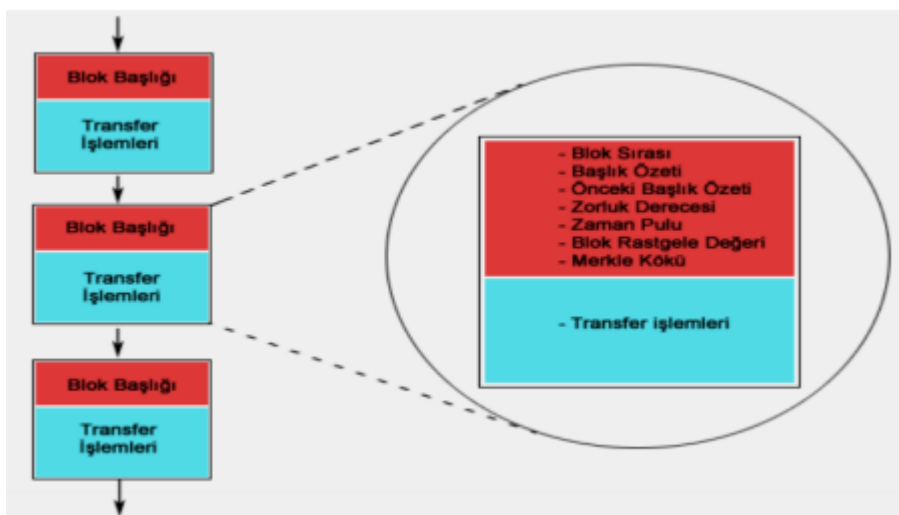 Blok Başlığı
Transfer
İşlemleri
Blok Başlığı
Transfer
İşlemleri
Blok Başlığı
Transfer
İşlemleri
- Blok Sırası
- Başlık Özeti
- Önceki Başlık Özeti
- Zorluk Derecesi
- Zaman Pulu
- Blok Rastgele Değeri
- Merkle Kökü
- Transfer işlemleri